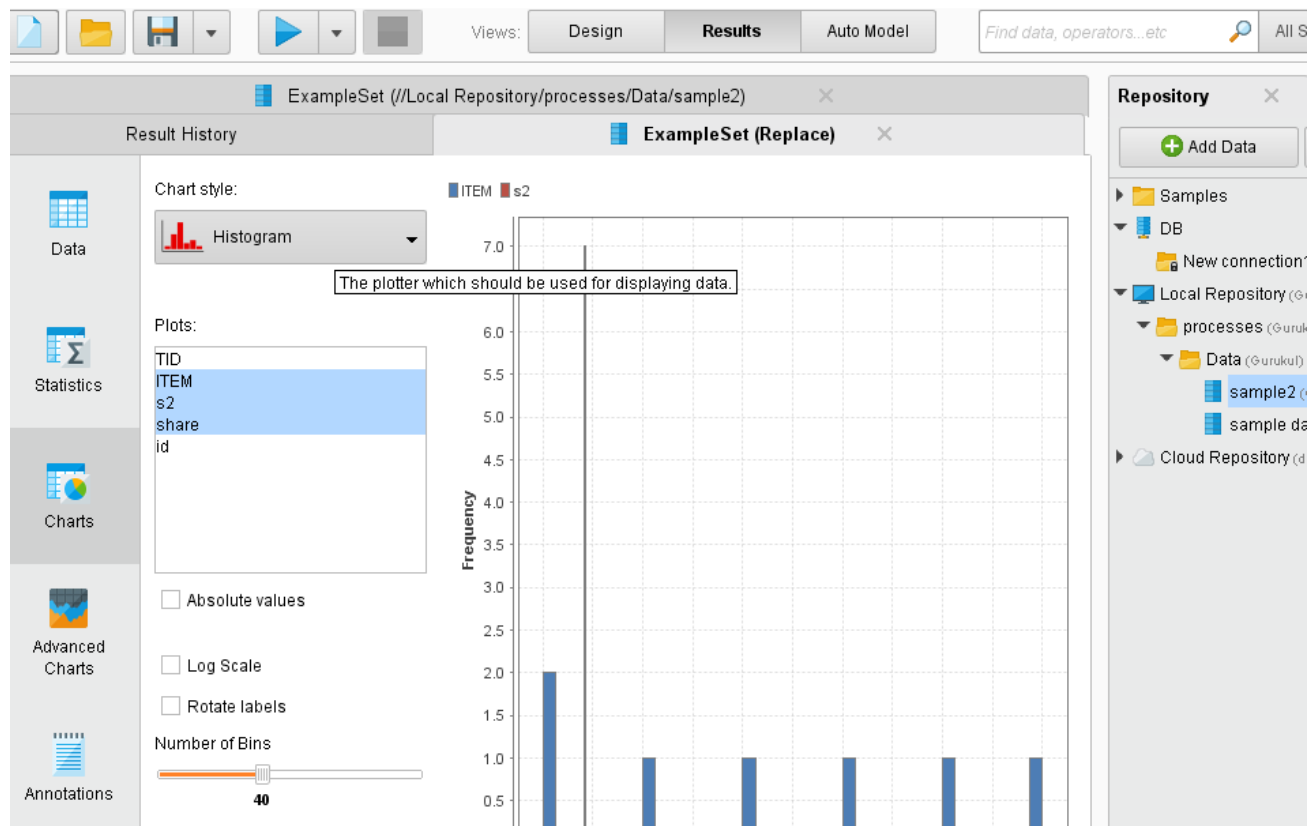 Views: Design Results Auto Model Find data, operators...etc All S
ExampleSet (//Local Repository/processes/Data/sample2)
Result History ExampleSet (Replace)
Data
Statistics
Charts
Advanced
Charts
Annotations
Chart style:
Histogram
The plotter which should be used for displaying data.
Plots:
TID
ITEM
s2
share
id
Absolute values
Log Scale
Rotate labels
Number of Bins
40
ITEM s2
Frequency
7.0
6.0
5.5
5.0
4.5
4.0
3.5
3.0
2.5
2.0
1.5
1.0
0.5
Repository
Add Data
Samples
DB
New connection1
Local Repository (G
processes (Guruk
Data (Gurukul)
sample2 (
sample da
Cloud Repository (d